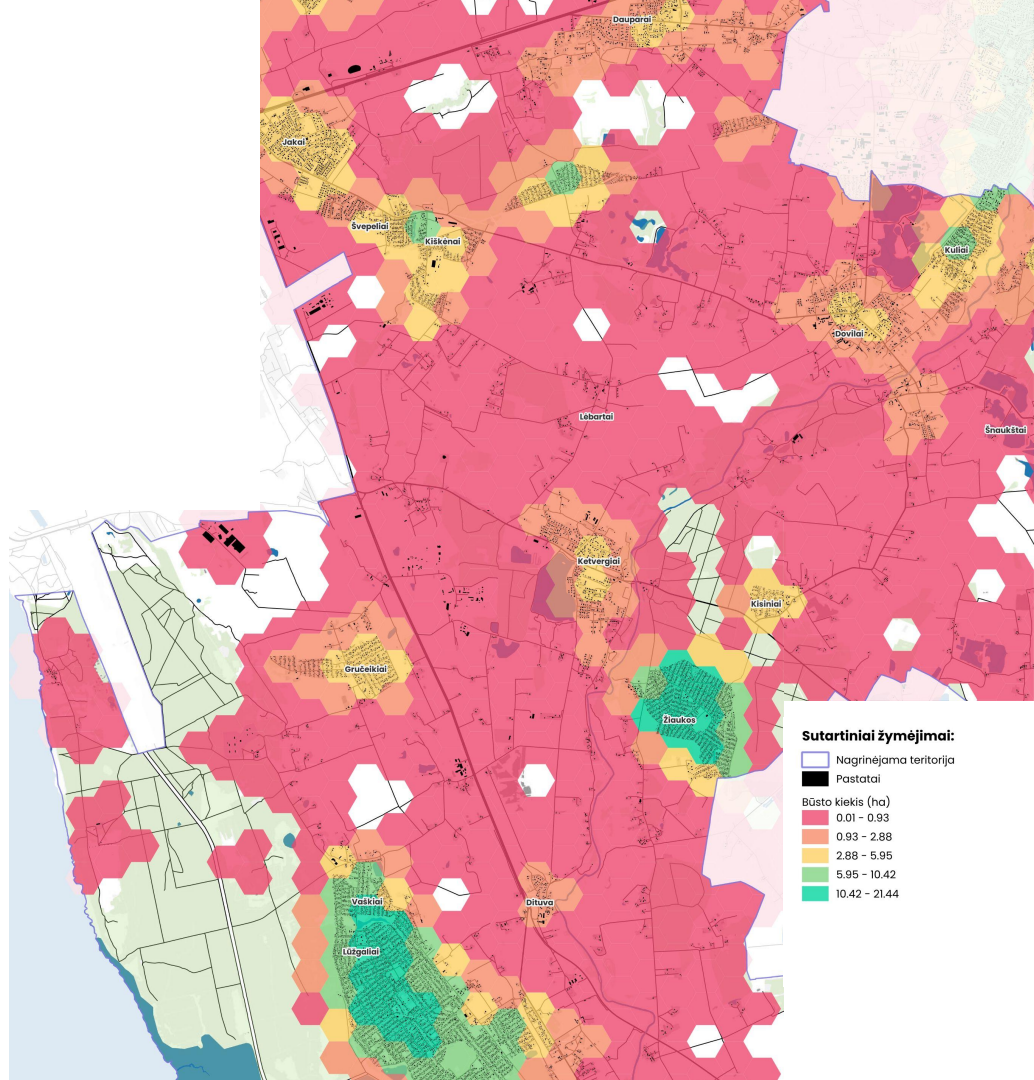 Dauparai
Jakai
Švepeliai
Kiškėnai
Kuliai
Dovilai
Lėbartai
Šnaukštai
Ketvergiai
Kisiniai
Gručeikiai
Žiaukos
Sutartiniai žymėjimai:
Nagrinėjama teritorija
Pastatai
Būsto kiekis (ha)
0.01 - 0.93
0.93 - 2.88
2.88 - 5.95
5.95 - 10.42
10.42 - 21.44
Vaškiai
Dituva
Lūžgaliai